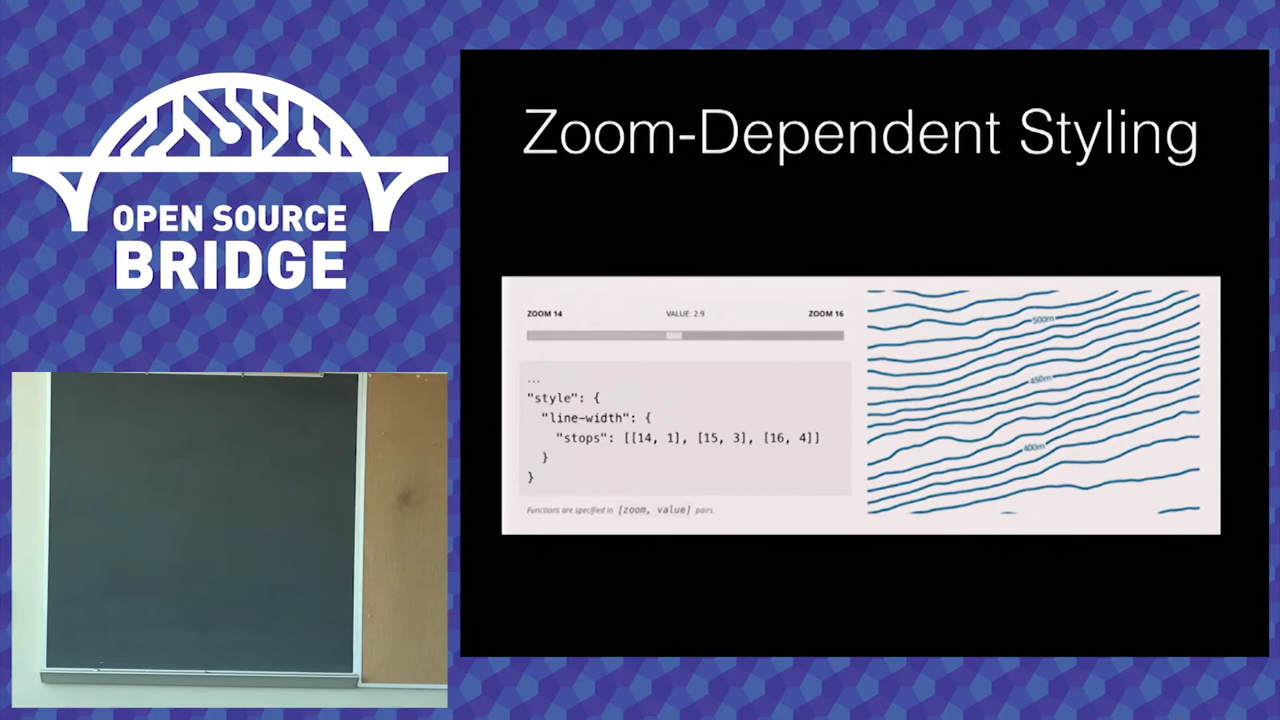 OPEN SOURCE
BRIDGE
Zoom-Dependent Styling
ZOOM 14
VALUE: 2.9
ZOOM 16
...
"style": {
"line-width": {
"stops": [[14, 1], [15, 3], [16, 4]]
}
}
Functions are specified in [zoom, value] pairs.
500m
450m
400m